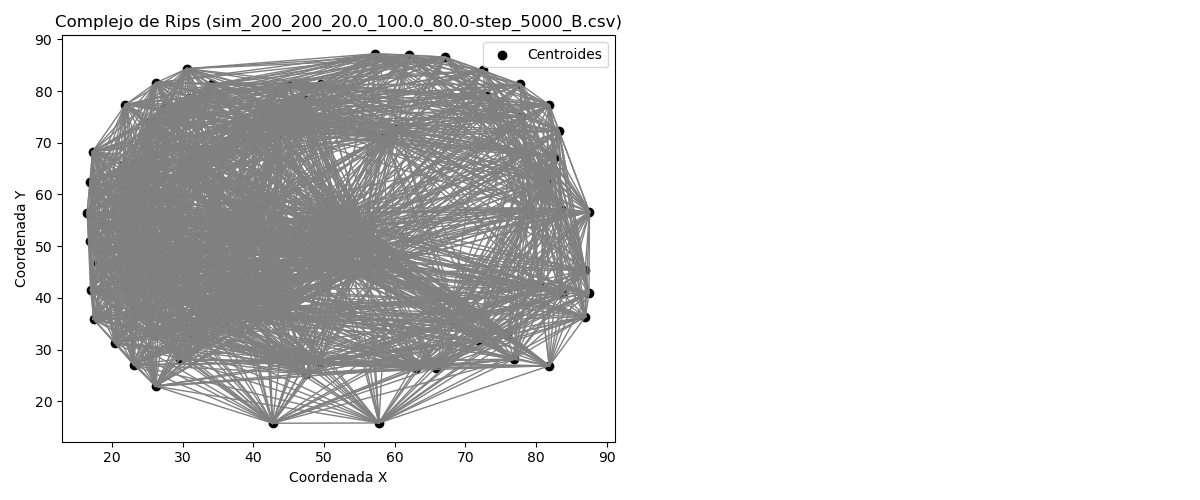 Complejo de Rips (sim_200_200_20.0_100.0_80.0-step_5000_B.csv)
Centroides
Coordenada Y
90
80
70
60
50
40
30
20
20 30 40 50 60 70 80 90
Coordenada X